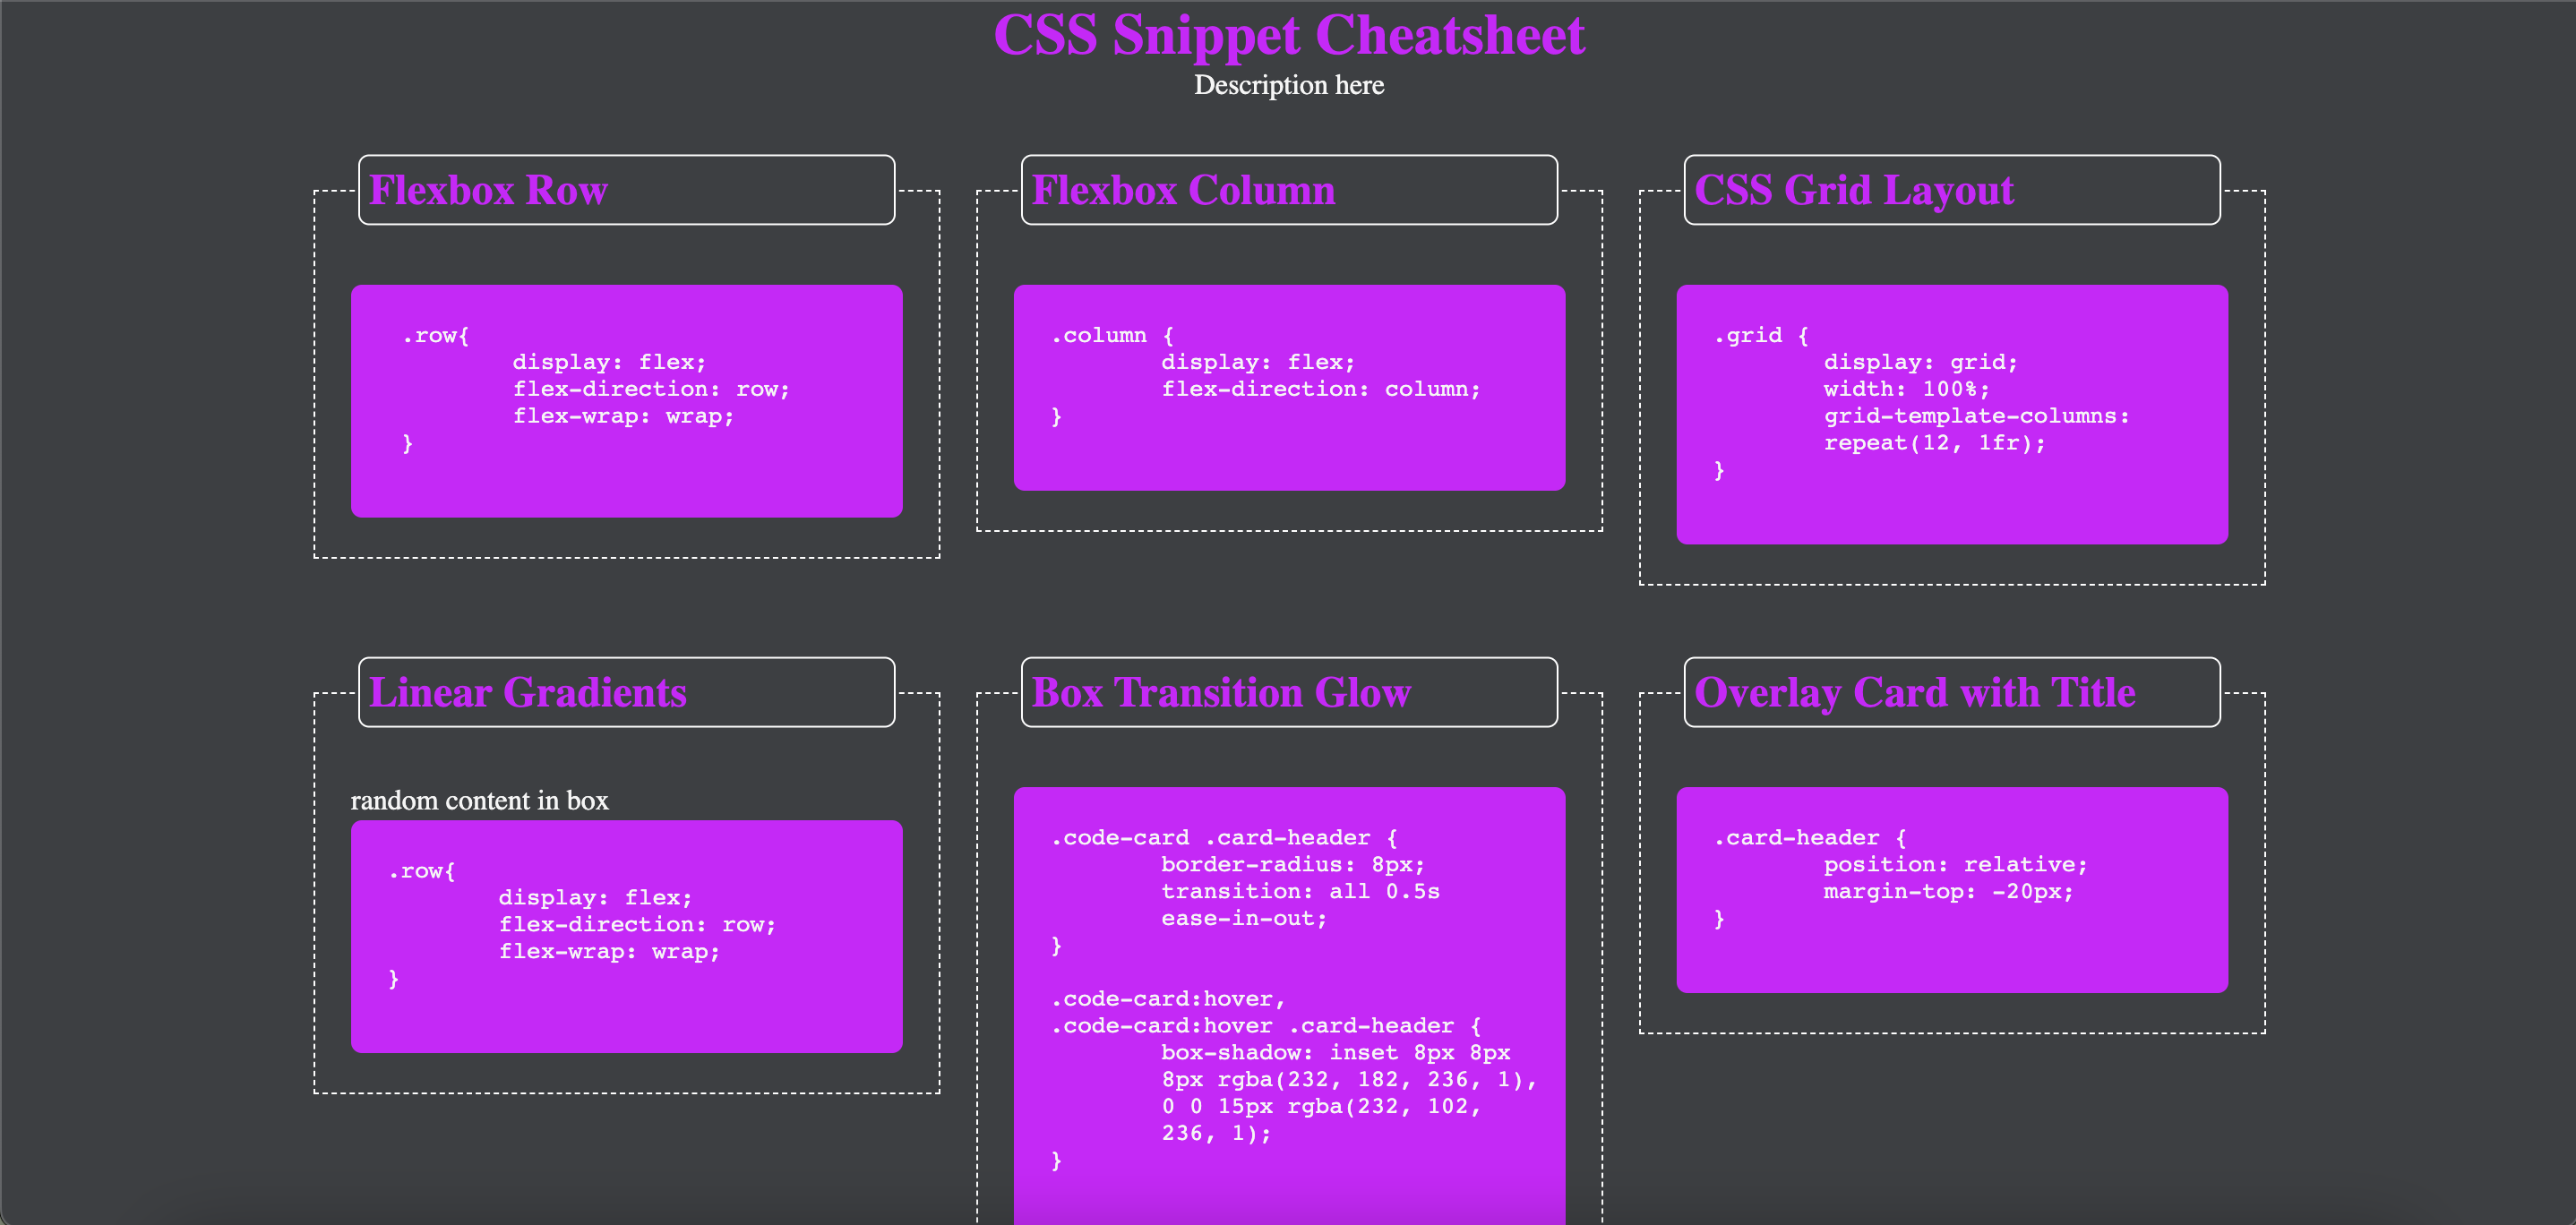 CSS Snippet Cheatsheet
Description here
Flexbox Row
.row{
display: flex;
flex-direction: row;
flex-wrap: wrap;
}
Flexbox Column
.column {
display: flex;
flex-direction: column;
}
CSS Grid Layout
.grid {
display: grid;
width: 100%;
grid-template-columns:
repeat(12, 1fr);
}
Linear Gradients
random content in box
.row{
display: flex;
flex-direction: row;
flex-wrap: wrap;
}
Box Transition Glow
.code-card .card-header {
border-radius: 8px;
transition: all 0.5s
ease-in-out;
}
.code-card:hover,
.code-card:hover .card-header {
box-shadow: inset 8px 8px
8px rgba(232, 182, 236, 1),
0 0 15px rgba(232, 102,
236, 1);
}
Overlay Card with Title
.card-header {
position: relative;
margin-top: -20px;
}